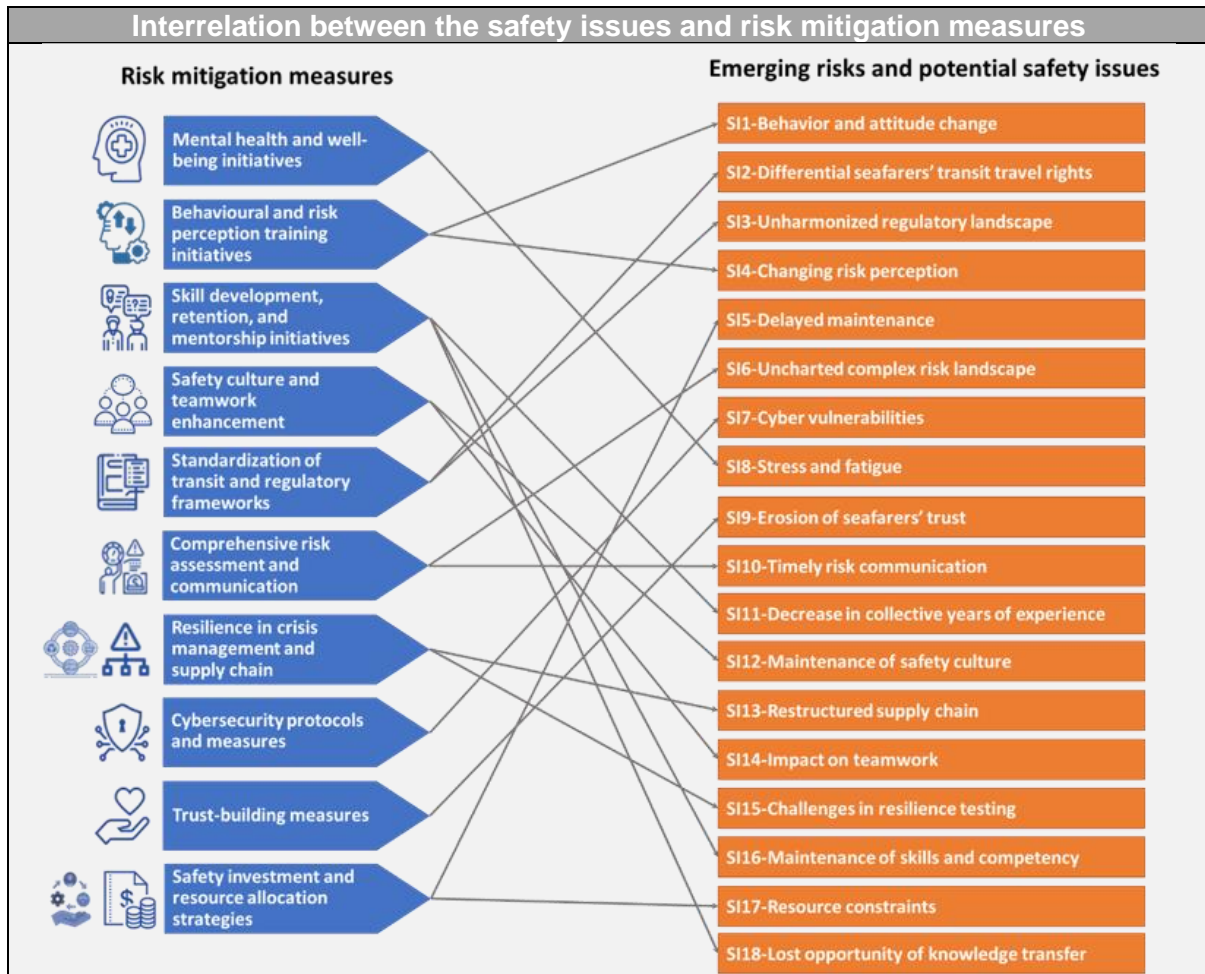 Interrelation between the safety issues and risk mitigation measures
Risk mitigation measures
Mental health and well-
being initiatives
Behavioural and risk
perception training
initiatives
Skill development,
retention, and
mentorship initiatives
Safety culture and
teamwork
enhancement
Standardization of
transit and regulatory
frameworks
Comprehensive risk
assessment and
communication
Resilience in crisis
management and
supply chain
Cybersecurity protocols
and measures
Trust-building measures
Safety investment and
resource allocation
strategies
Emerging risks and potential safety issues
SI1-Behavior and attitude change
SI2-Differential seafarers' transit travel rights
SI3-Unharmonized regulatory landscape
SI4-Changing risk perception
SI5-Delayed maintenance
SI6-Uncharted complex risk landscape
SI7-Cyber vulnerabilities
SI8-Stress and fatigue
SI9-Erosion of seafarers' trust
SI10-Timely risk communication
SI11-Decrease in collective years of experience
SI12-Maintenance of safety culture
SI13-Restructured supply chain
SI14-Impact on teamwork
SI15-Challenges in resilience testing
SI16-Maintenance of skills and competency
SI17-Resource constraints
SI18-Lost opportunity of knowledge transfer